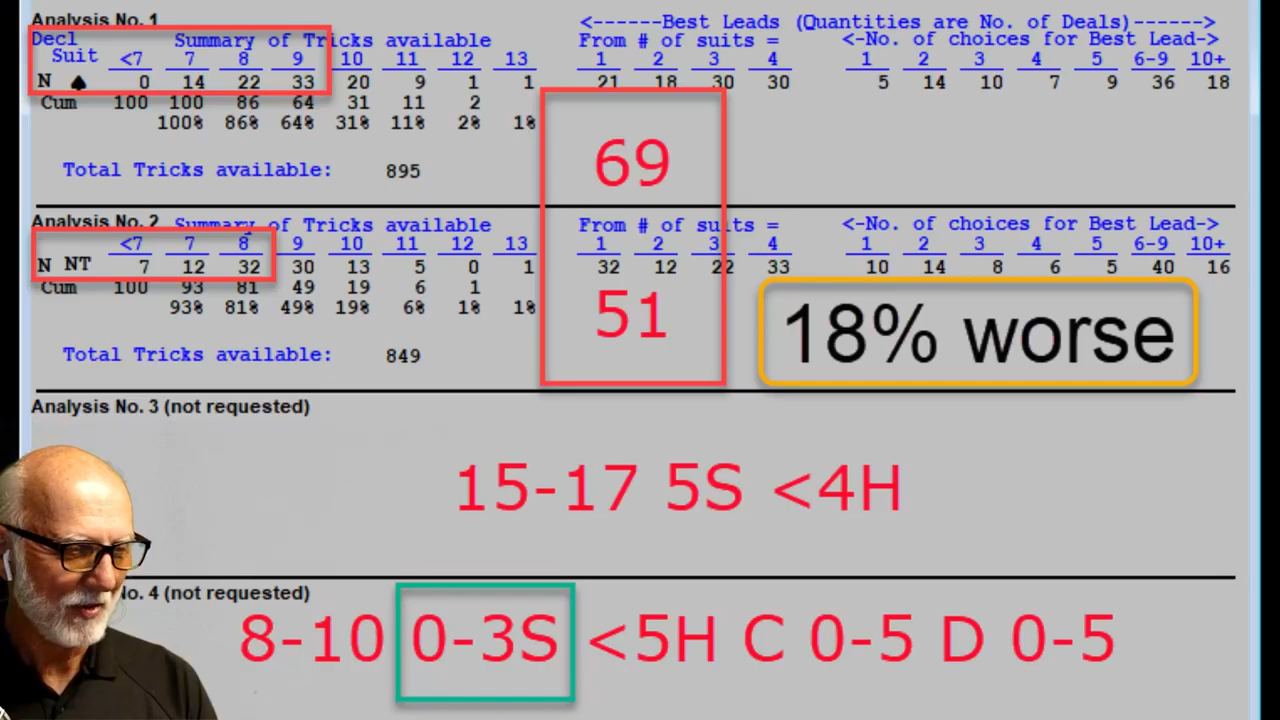 Analysis No. 1
<------Best Leads (Quantities are No. of Deals)------>
Decl Summary of Tricks available From # of suits = <-No. of choices for Best Lead->
Suit <7 7 8 9 10 11 12 13 1 2 3 4 1 2 3 4 5 6-9 10+
N ♠ 0 14 22 33 20 9 1 1 21 18 30 30 5 14 10 7 9 36 18
Cum 100 100 86 64 31 11 2
100% 86% 64% 31% 11% 2% 1%
69
Total Tricks available: 895
Analysis No. 2 Summary of Tricks available From # of suits = <-No. of choices for Best Lead->
<7 7 8 9 10 11 12 13 1 2 3 4 1 2 3 4 5 6-9 10+
N NT 7 12 32 30 13 5 0 1 32 12 22 33 10 14 8 6 5 40 16
Cum 100 93 81 49 19 6 1
93% 81% 49% 19% 6% 1% 1%
51
18% worse
Total Tricks available: 849
Analysis No. 3 (not requested)
15-17 5S <4H
No. 4 (not requested)
8-10 0-3S <5H C 0-5 D 0-5